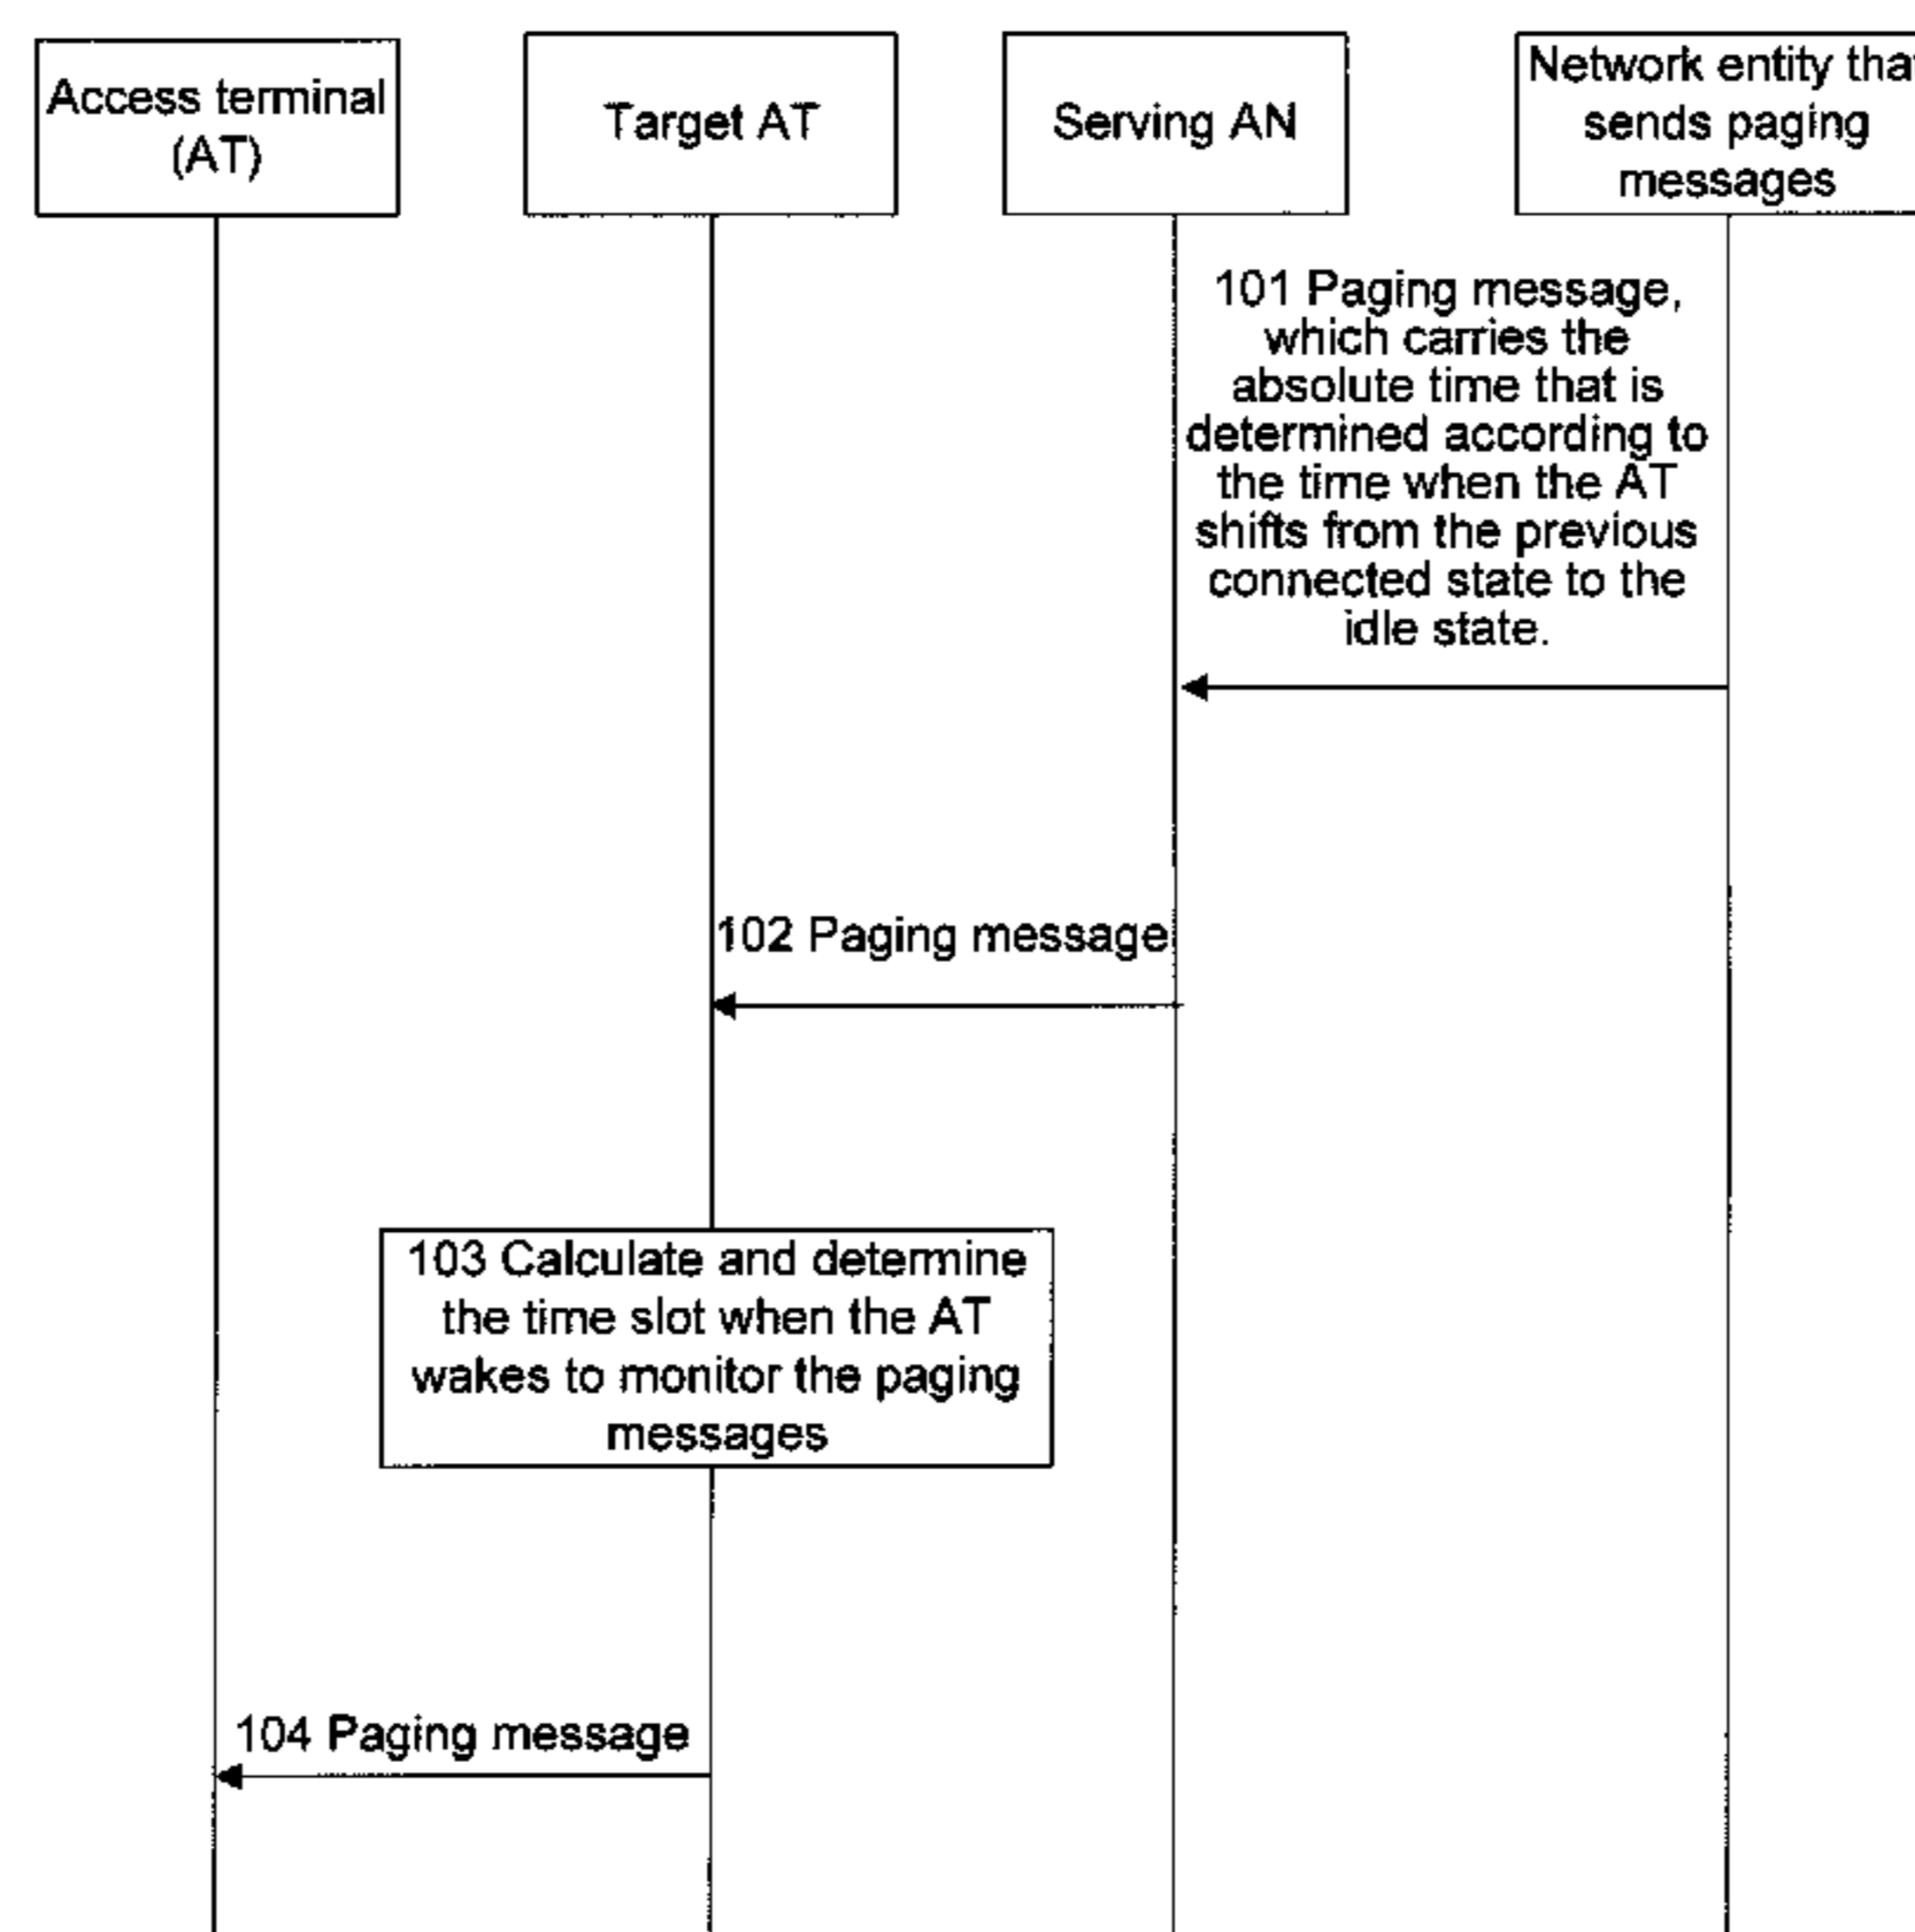 Access terminal
(AT)
Target AT
Serving AN
Network entity that
sends paging
messages
101 Paging message,
which carries the
absolute time that is
determined according to
the time when the AT
shifts from the previous
connected state to the
idle state.
102 Paging message
103 Calculate and determine
the time slot when the AT
wakes to monitor the paging
messages
104 Paging message